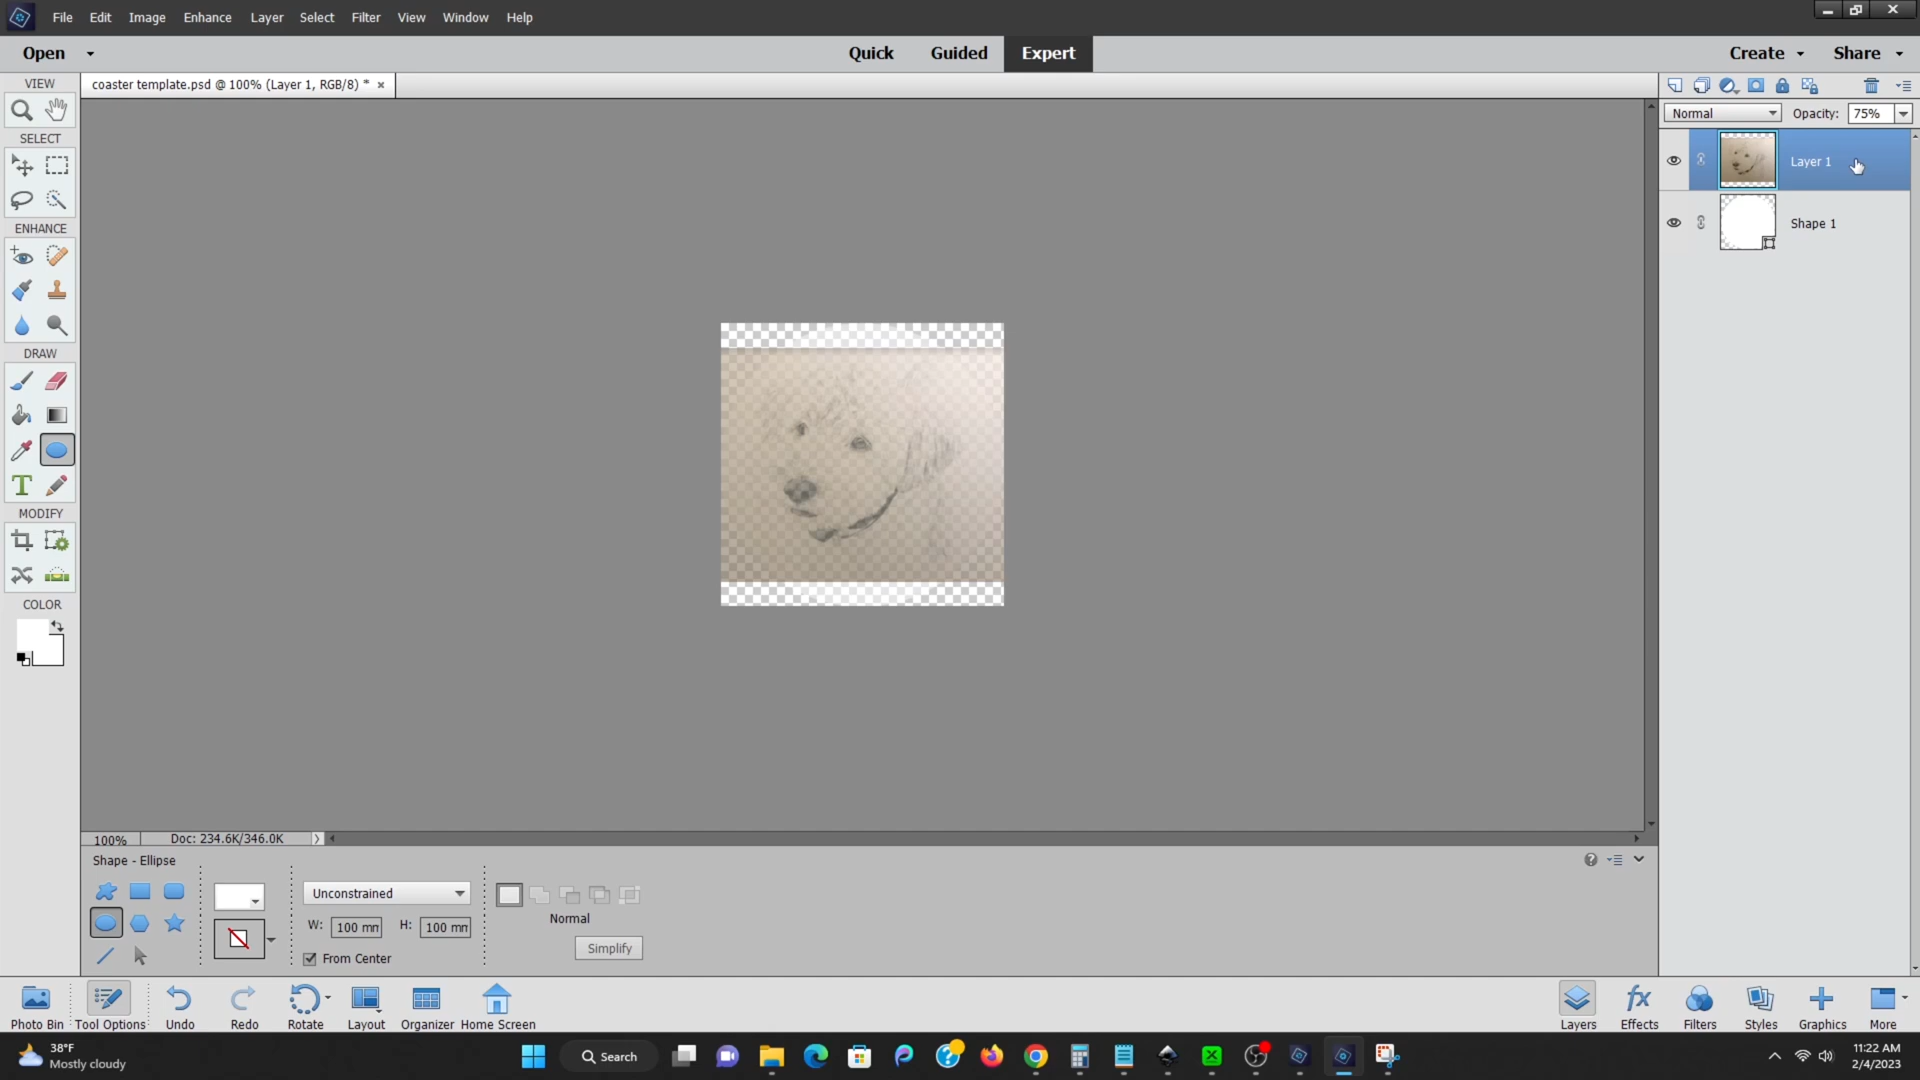 File Edit Image Enhance Layer Select Filter View Window Help
Open Quick Guided Expert Create Share
VIEW
coaster template.psd @ 100% (Layer 1, RGB/8) * ×
Normal Opacity: 75%
SELECT
Layer 1
Shape 1
ENHANCE
DRAW
T
MODIFY
COLOR
100% Doc: 234.6K/346.0K
Shape - Ellipse
Unconstrained
Normal
W: 100 mm H: 100 mm
Simplify
From Center
Photo Bin Tool Options Undo Redo Rotate Layout Organizer Home Screen Layers Effects Filters Styles Graphics More
38°F
Mostly cloudy
Search
11:22 AM
2/4/2023